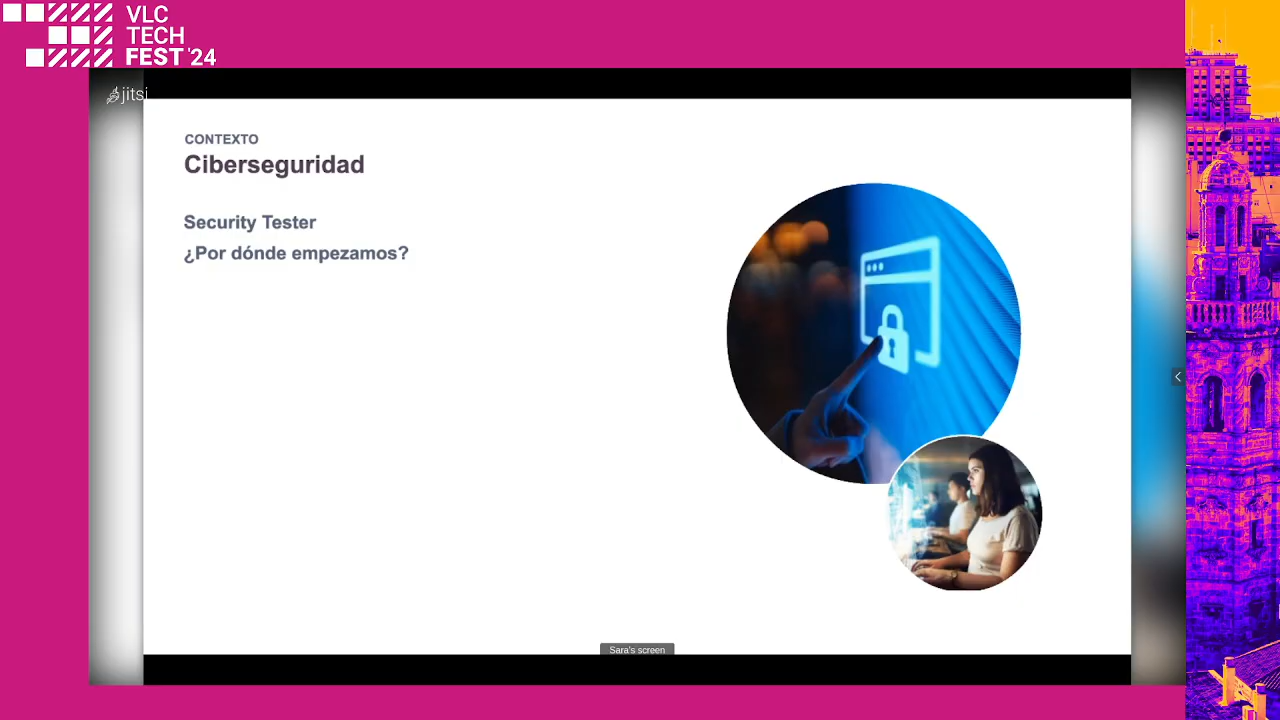 VLC
TECH
FEST '24
jitsi
CONTEXTO
Ciberseguridad
Security Tester
¿Por dónde empezamos?
Sara's screen